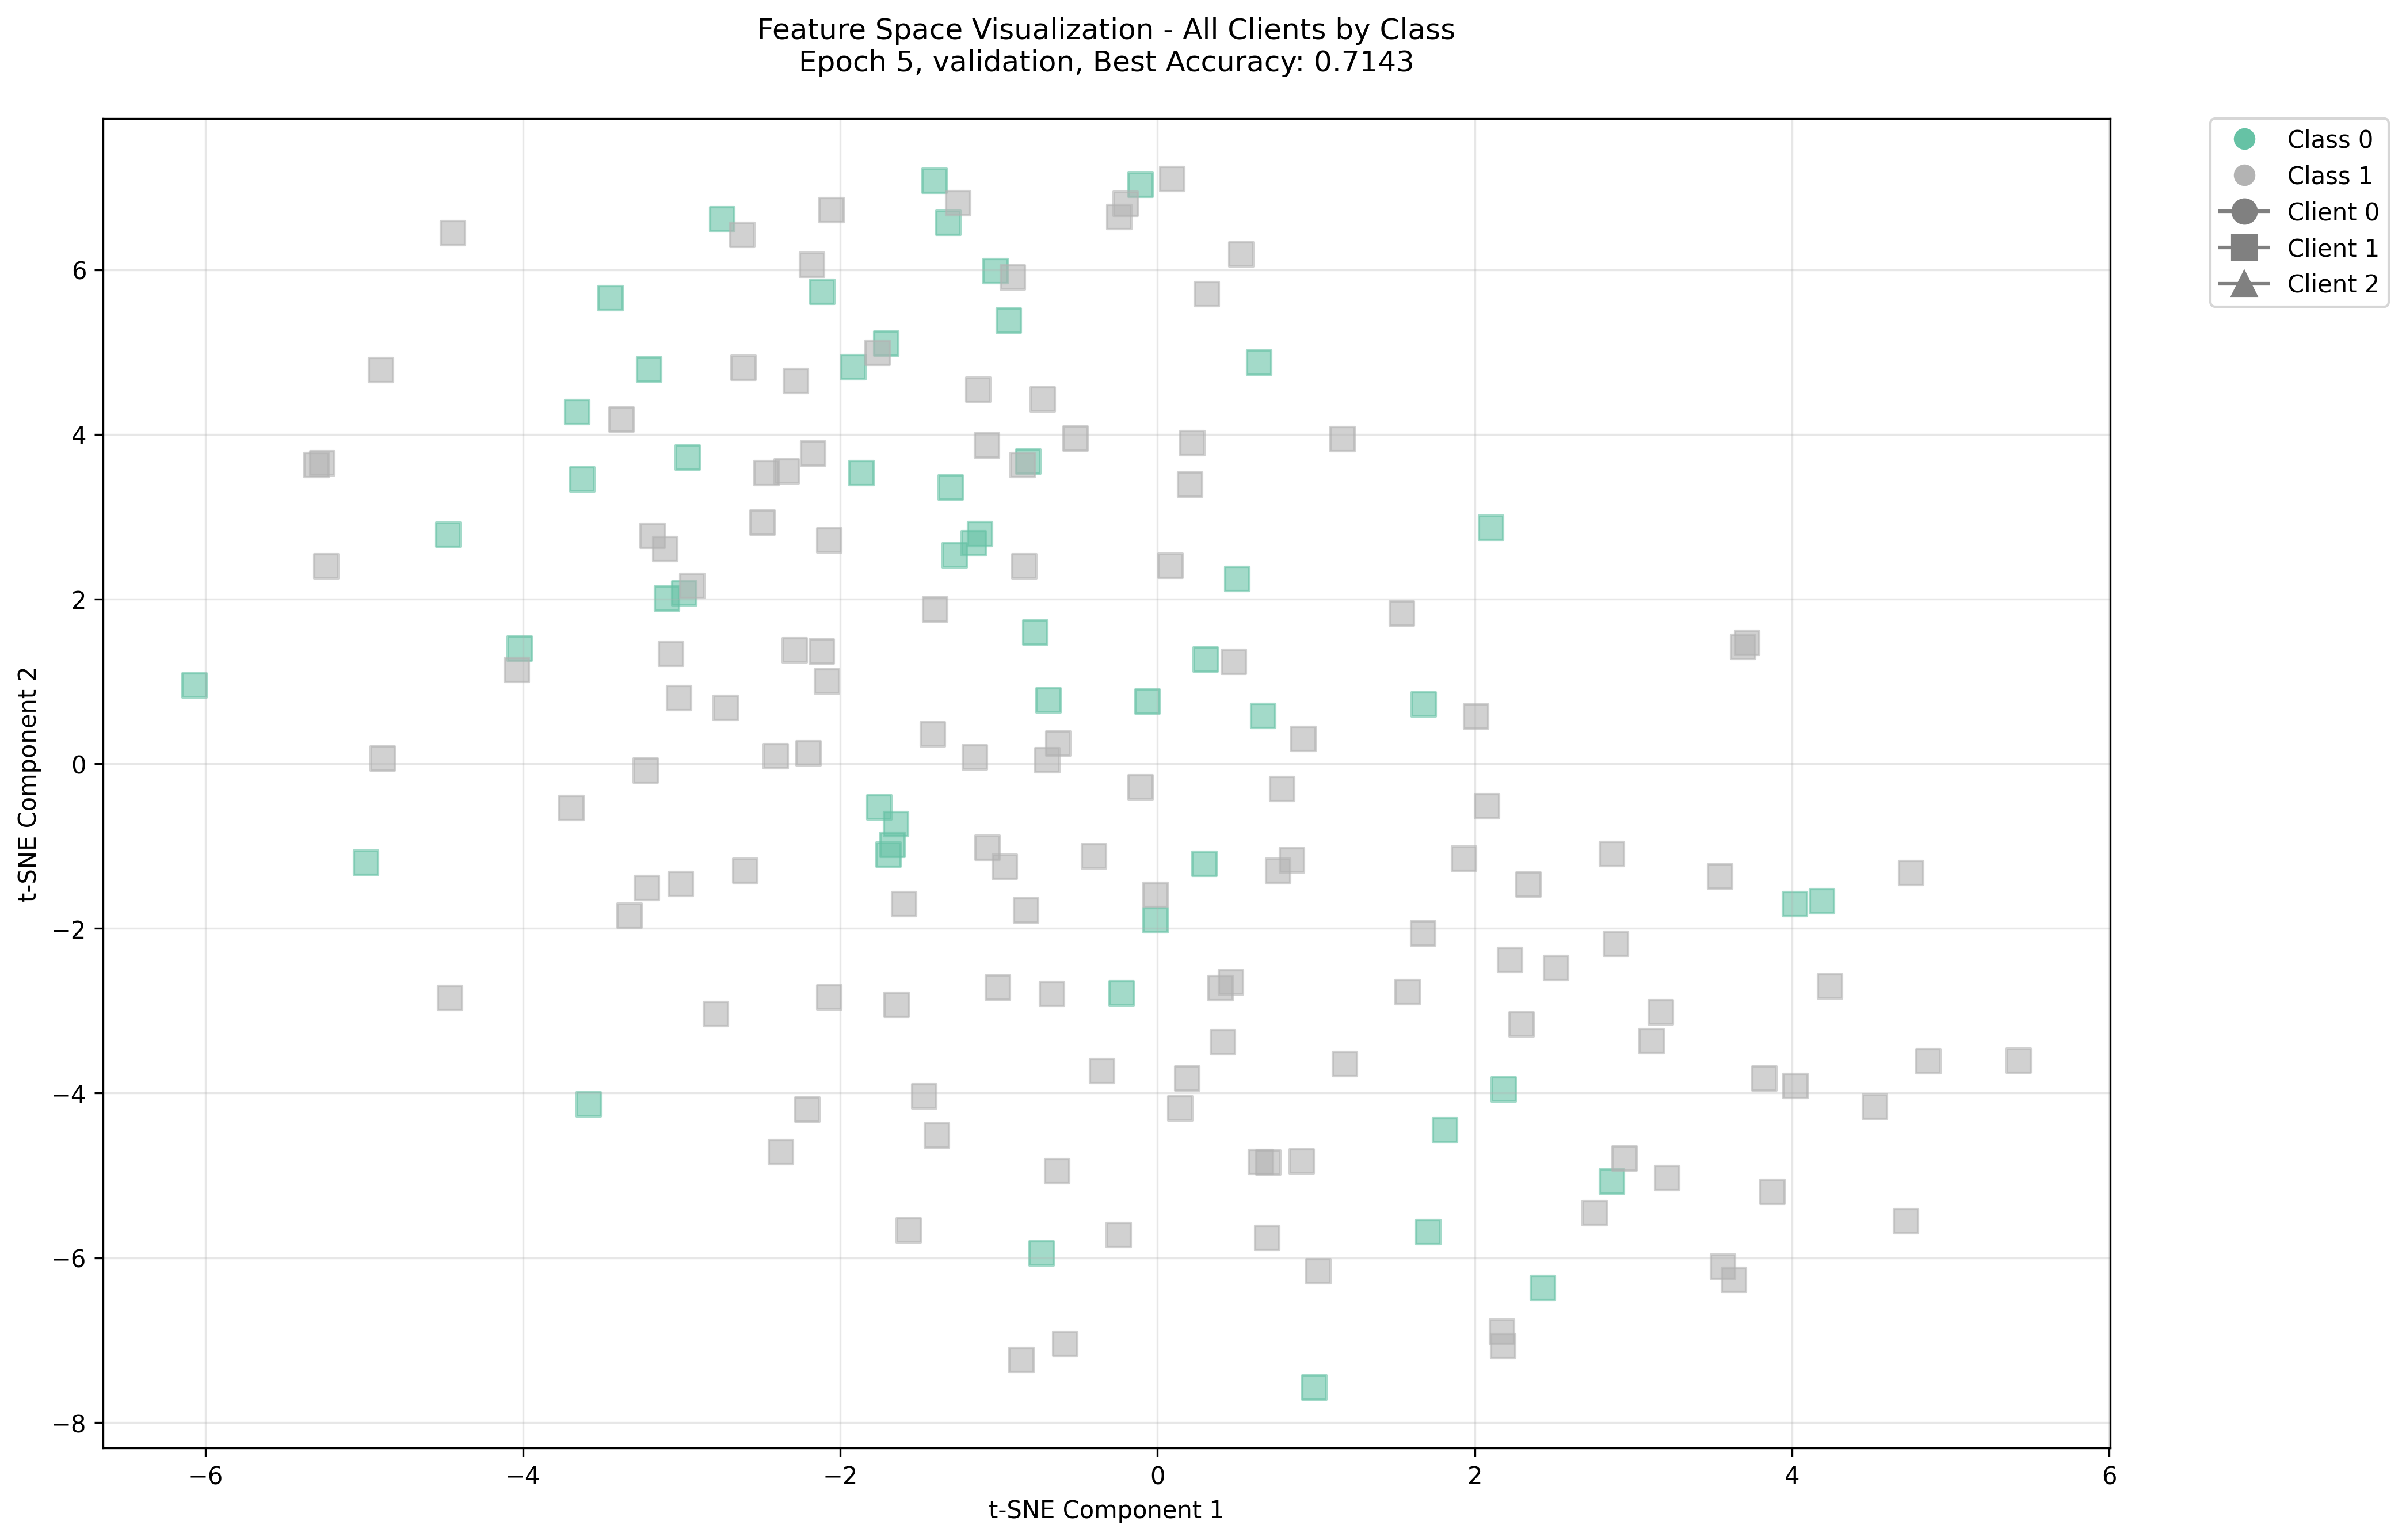 Feature Space Visualization - All Clients by Class
Epoch 5, validation, Best Accuracy: 0.7143
Class 0
Class 1
Client 0
Client 1
Client 2
6
4
2
0
−2
−4
−6
−8
t-SNE Component 2
−6
−4
−2
0
2
4
6
t-SNE Component 1